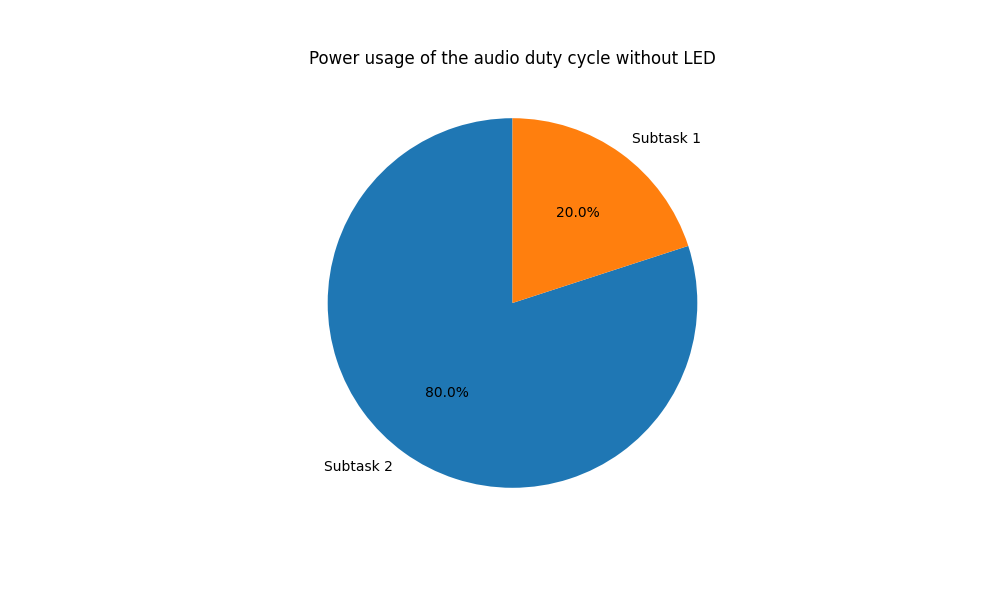 Power usage of the audio duty cycle without LED
Subtask 1
20.0%
80.0%
Subtask 2